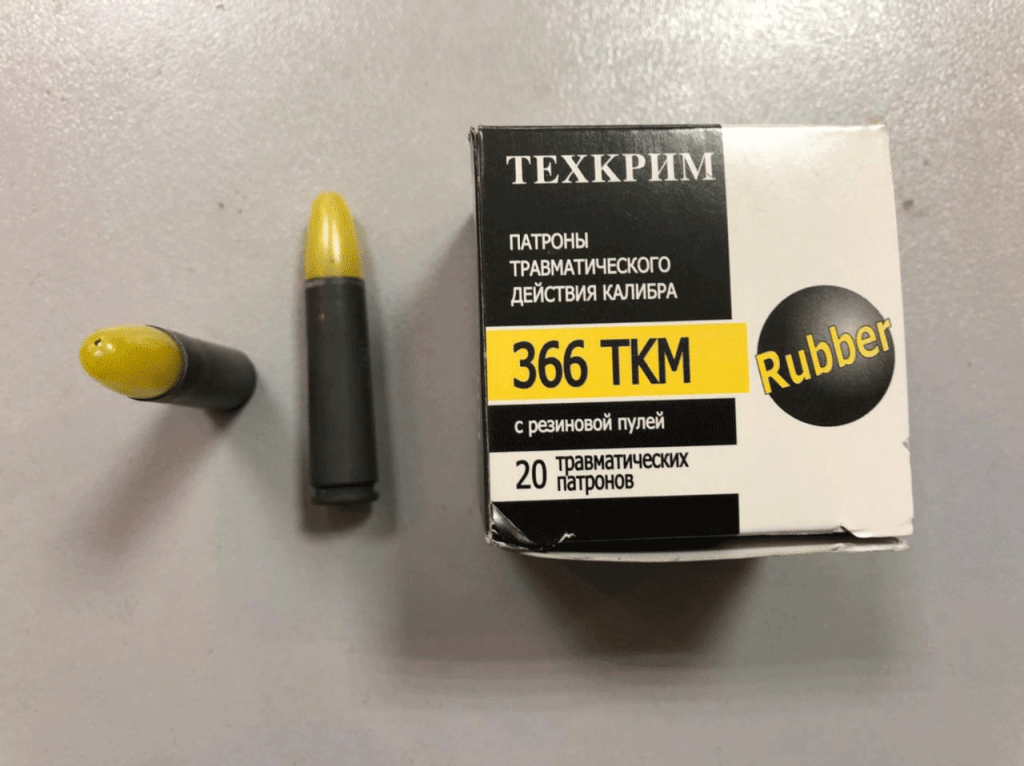 ТЕХКРИМ
ПАТРОНЫ
ТРАВМАТИЧЕСКОГО
ДЕЙСТВИЯ КАЛИБРА
366 ТКМ
Rubber
с резиновой пулей
20 травматических
патронов